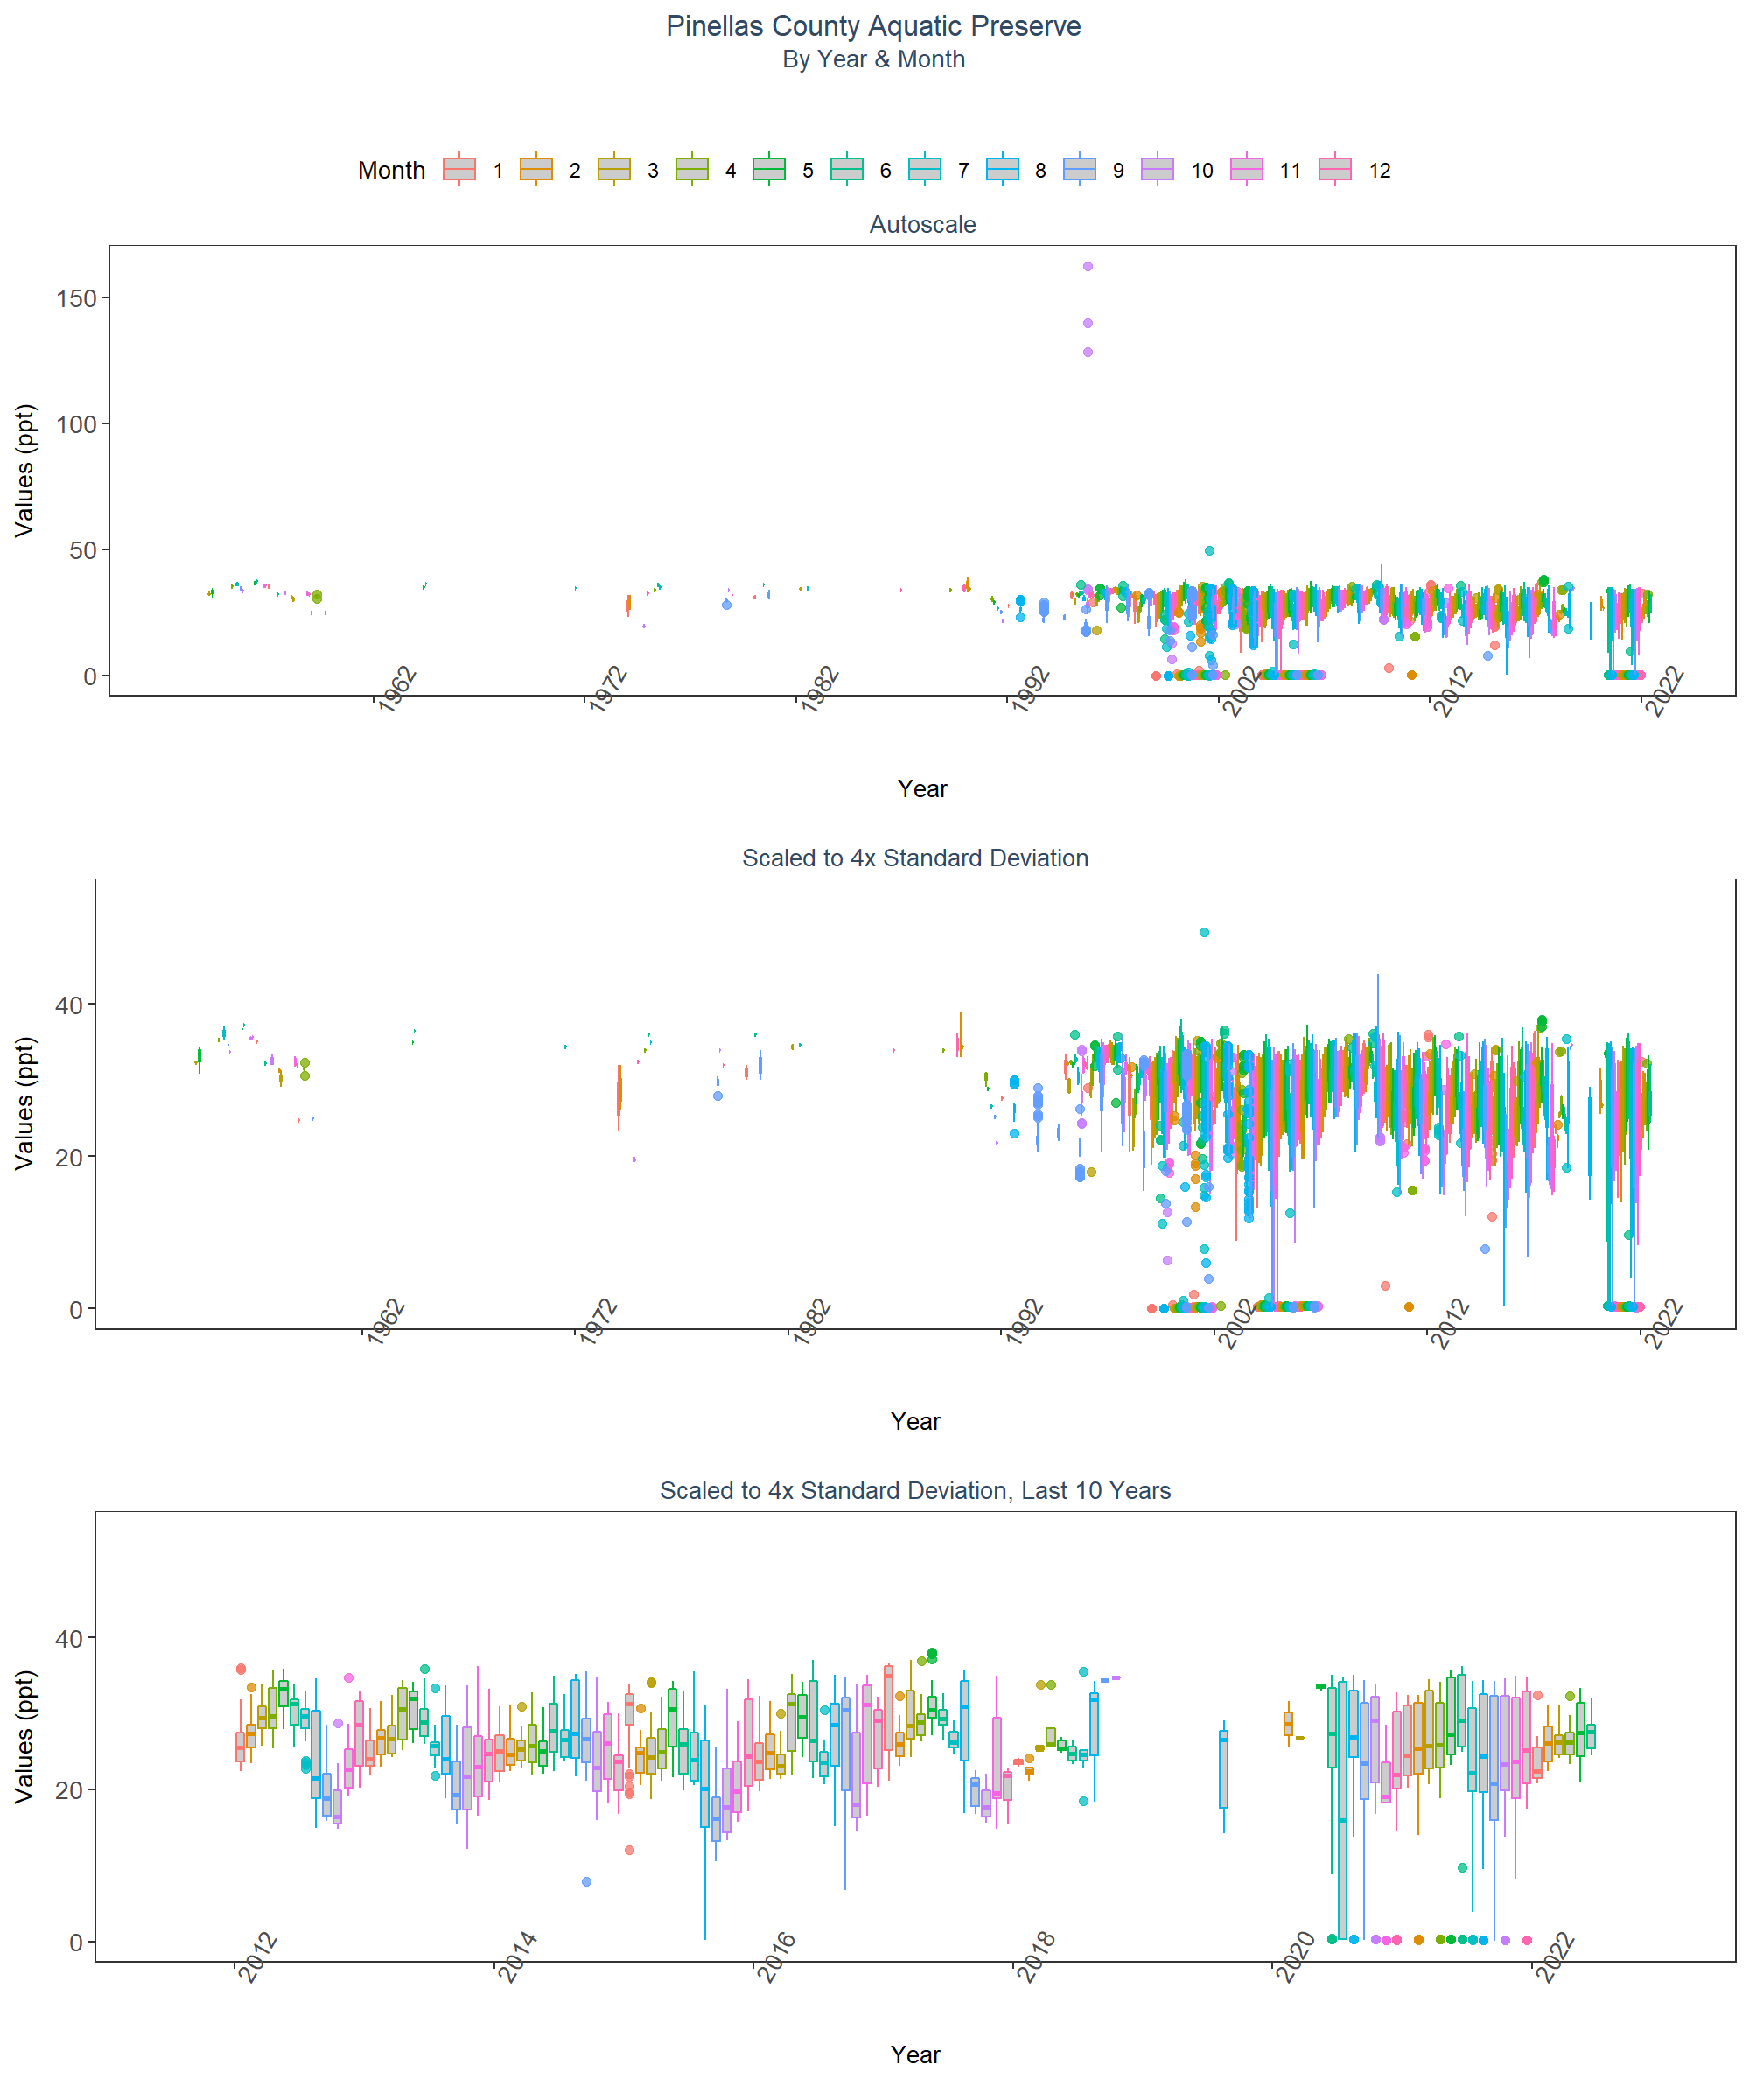 Pinellas County Aquatic Preserve
By Year & Month
Month 1 2 3 4 5 6 7 8 9 10 11 12
Autoscale
Values (ppt)
150
100
50
0
1962 1972 1982 1992 2002 2012 2022
Year
Scaled to 4x Standard Deviation
Values (ppt)
40
20
0
1962 1972 1982 1992 2002 2012 2022
Year
Scaled to 4x Standard Deviation, Last 10 Years
Values (ppt)
40
20
0
2012 2014 2016 2018 2020 2022
Year